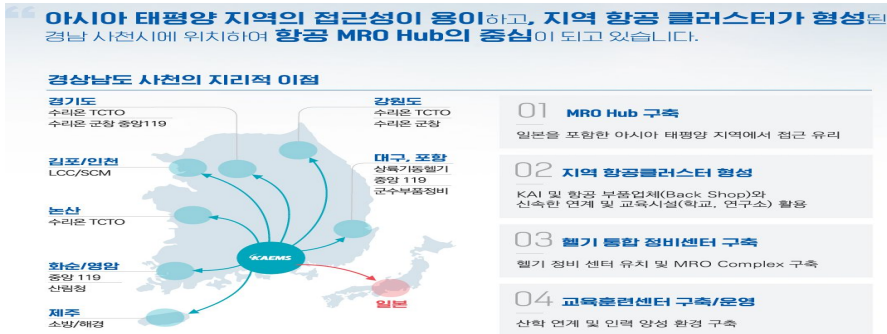 아시아 태평양 지역의 접근성이 용이하고, 지역 항공 클러스터가 형성된
경남 사천시에 위치하여 항공 MRO Hub의 중심이 되고 있습니다.
경상남도 사천의 지리적 이점
경기도
수리온 TCTO
수리온 군창 중앙119
강원도
수리온 TCTO
수리온 군창
김포/인천
LCC/SCM
대구, 포함
상륙기동헬기
중앙 119
군수부품정비
논산
수리온 TCTO
KAEMS
화순/영암
중앙 119
산림청
일본
제주
소방/해경
01 MRO Hub 구축
일본을 포함한 아시아 태평양 지역에서 접근 유리
02 지역 항공클러스터 형성
KAI 및 항공 부품업체(Back Shop)와
신속한 연계 및 교육시설(학교, 연구소) 활용
03 헬기 통합 정비센터 구축
헬기 정비 센터 유치 및 MRO Complex 구축
04 교육훈련센터 구축/운영
산학 연계 및 인력 양성 환경 구축